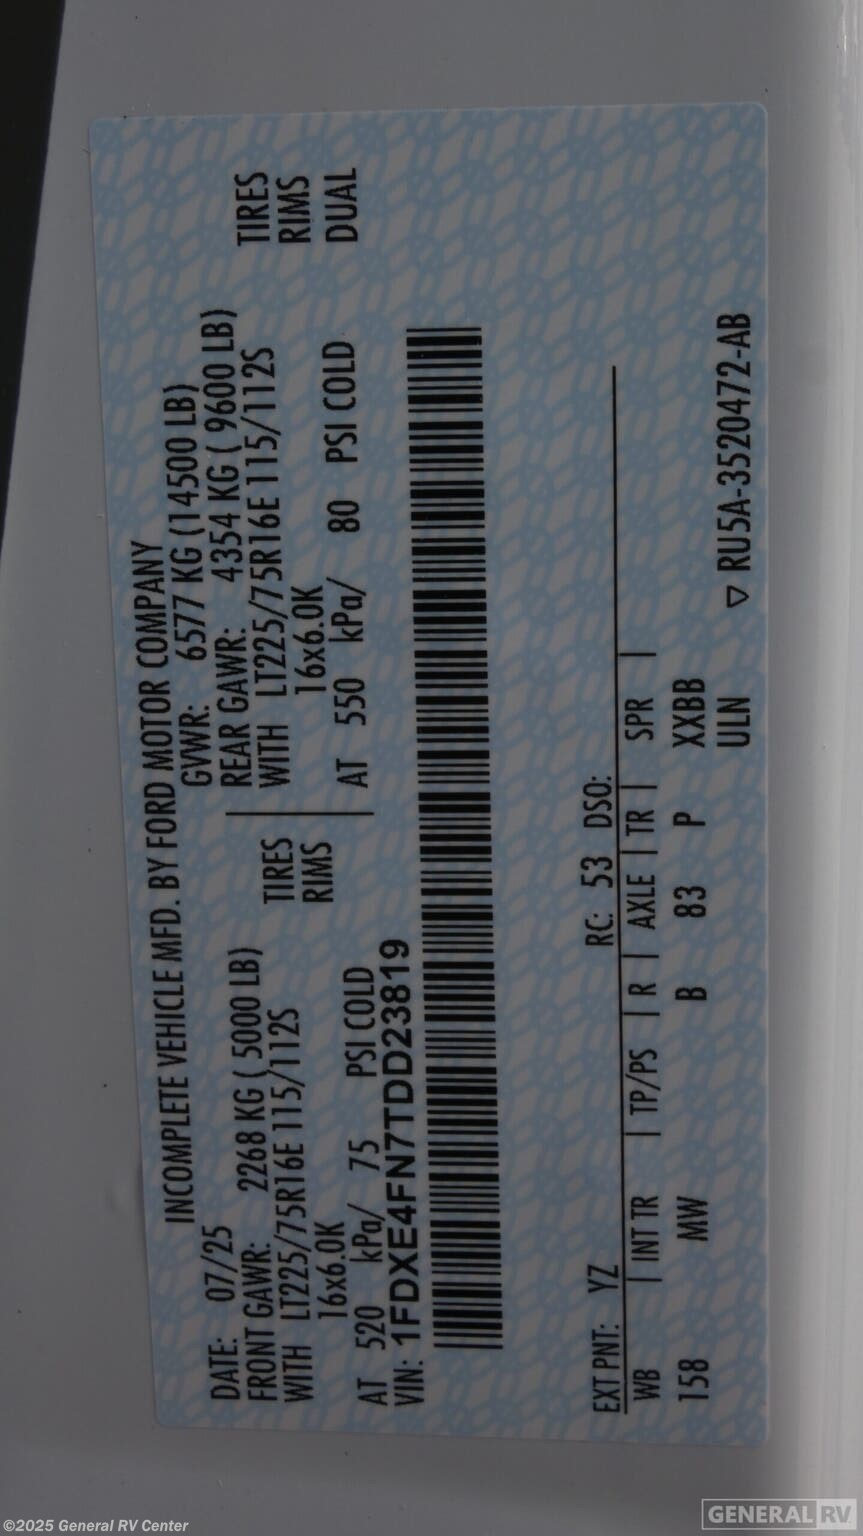 INCOMPLETE VEHICLE MFD. BY FORD MOTOR COMPANY
DATE: 07/25 GVWR: 6577 KG (14500 LB)
FRONT GAWR: 2268 KG ( 5000 LB) REAR GAWR: 4354 KG ( 9600 LB)
WITH LT225/75R16E 115/112S TIRES WITH LT225/75R16E 115/112S TIRES
16x6.0K RIMS 16x6.0K RIMS
AT 520 kPa/ 75 PSI COLD AT 550 kPa/ 80 PSI COLD DUAL
VIN: 1FDXE4FN7TDD23819
EXT PNT: YZ RC: 53 DSO:
WB | INT TR | TP/PS | R | AXLE | TR | SPR |
158 MW B 83 P XXBB
ULN ▽ RU5A-3520472-AB
©2025 General RV Center
GENERAL RV